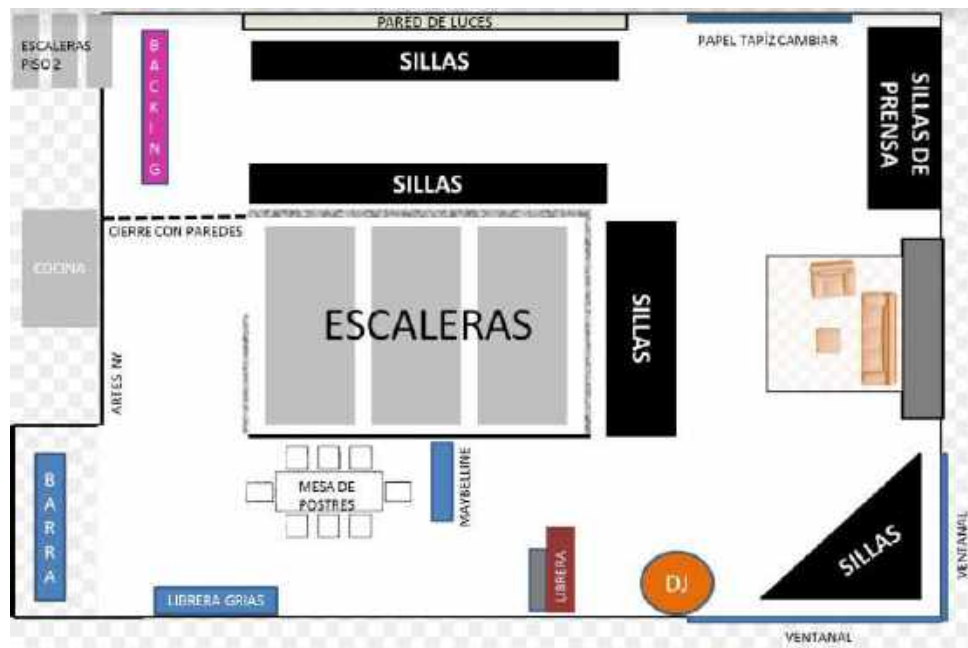 PARED DE LUCES
ESCALERAS
PISO 2
BACKING
SILLAS
PAPEL TAPÍZ CAMBIAR
SILLAS DE
PRENSA
SILLAS
CIERRE CON PAREDES
COCINA
ESCALERAS
SILLAS
ARTES NY
BARRA
MESA DE
POSTRES
MAYBELLINE
LIBRERA
LIBRERA GRIAS
DJ
SILLAS
VENTANAL
VENTANAL